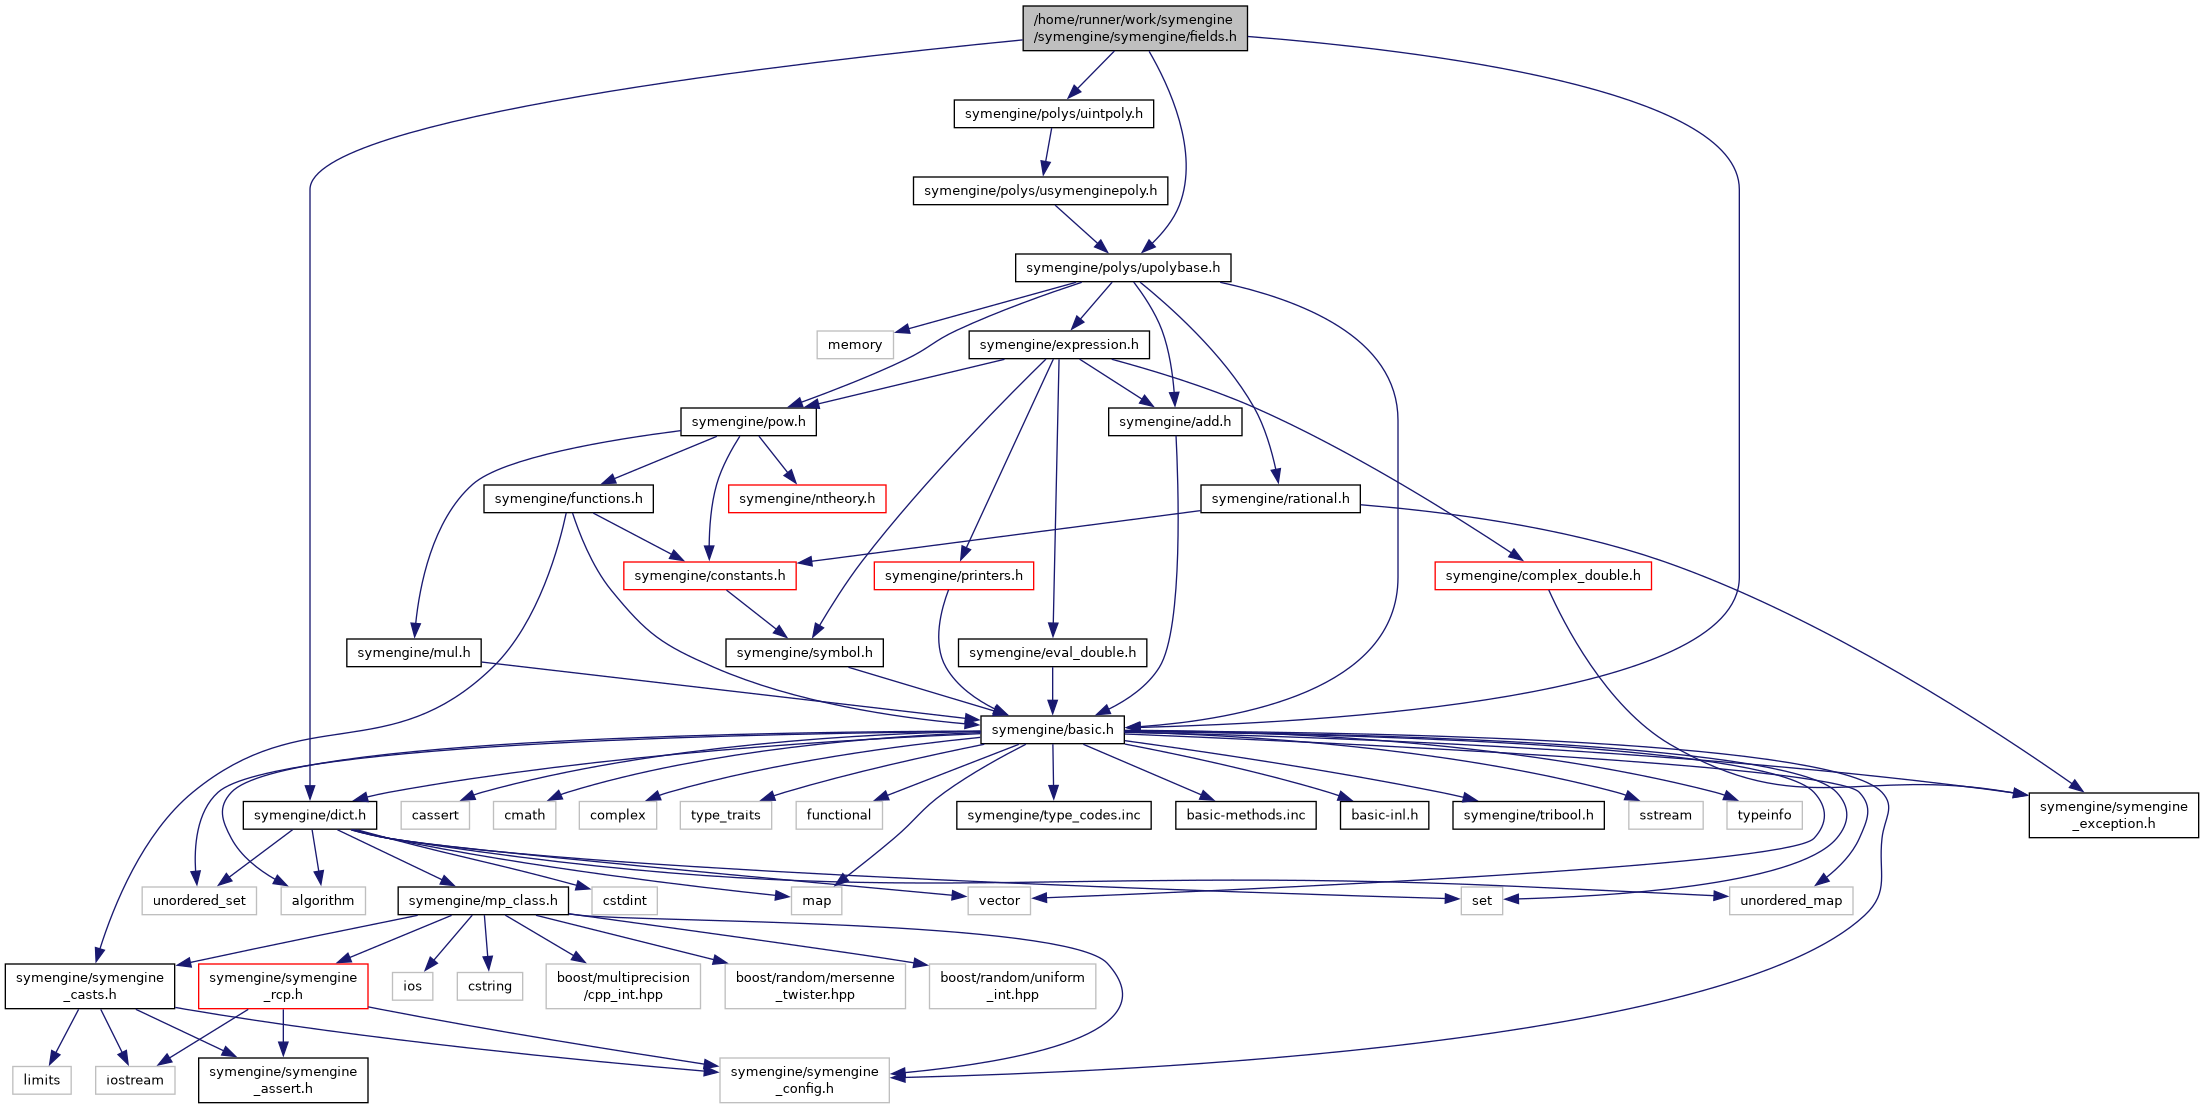 /home/runner/work/symengine
/symengine/symengine/fields.h
symengine/polys/uintpoly.h
symengine/polys/usymenginepoly.h
symengine/polys/upolybase.h
memory
symengine/expression.h
symengine/pow.h
symengine/add.h
symengine/functions.h
symengine/ntheory.h
symengine/rational.h
symengine/constants.h
symengine/printers.h
symengine/complex_double.h
symengine/mul.h
symengine/symbol.h
symengine/eval_double.h
symengine/basic.h
symengine/dict.h
cassert
cmath
complex
type_traits
functional
symengine/type_codes.inc
basic-methods.inc
basic-inl.h
symengine/tribool.h
sstream
typeinfo
symengine/symengine
_exception.h
unordered_set
algorithm
symengine/mp_class.h
cstdint
map
vector
set
unordered_map
symengine/symengine
_casts.h
symengine/symengine
_rcp.h
ios
cstring
boost/multiprecision
/cpp_int.hpp
boost/random/mersenne
_twister.hpp
boost/random/uniform
_int.hpp
limits
iostream
symengine/symengine
_assert.h
symengine/symengine
_config.h